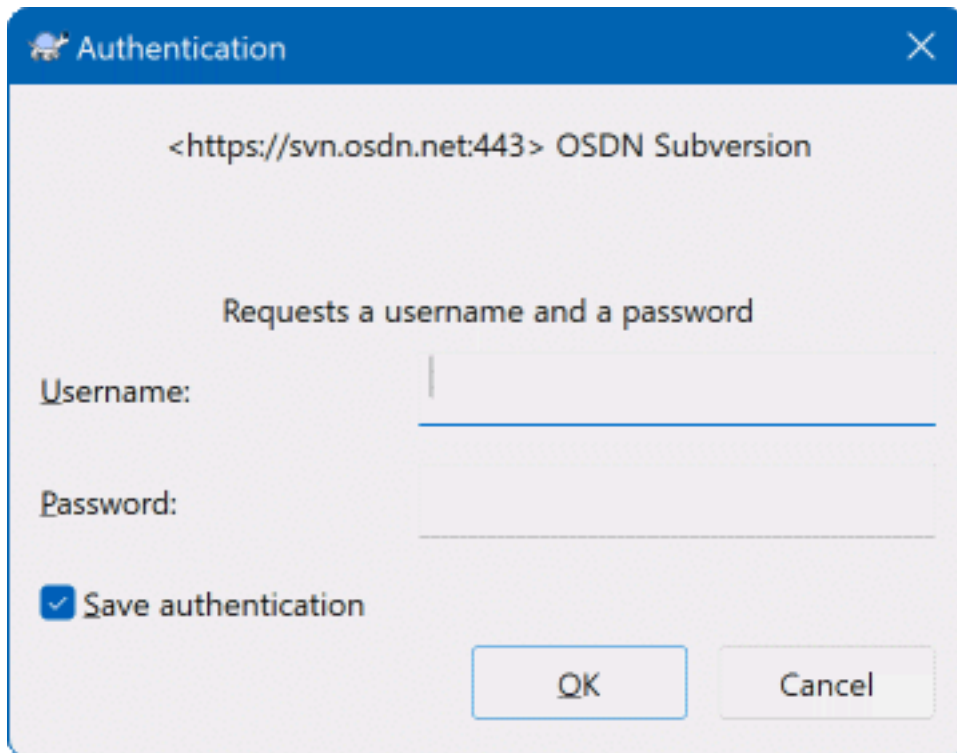 Authentication
<https://svn.osdn.net:443> OSDN Subversion
Requests a username and a password
Username:
Password:
Save authentication
OK Cancel